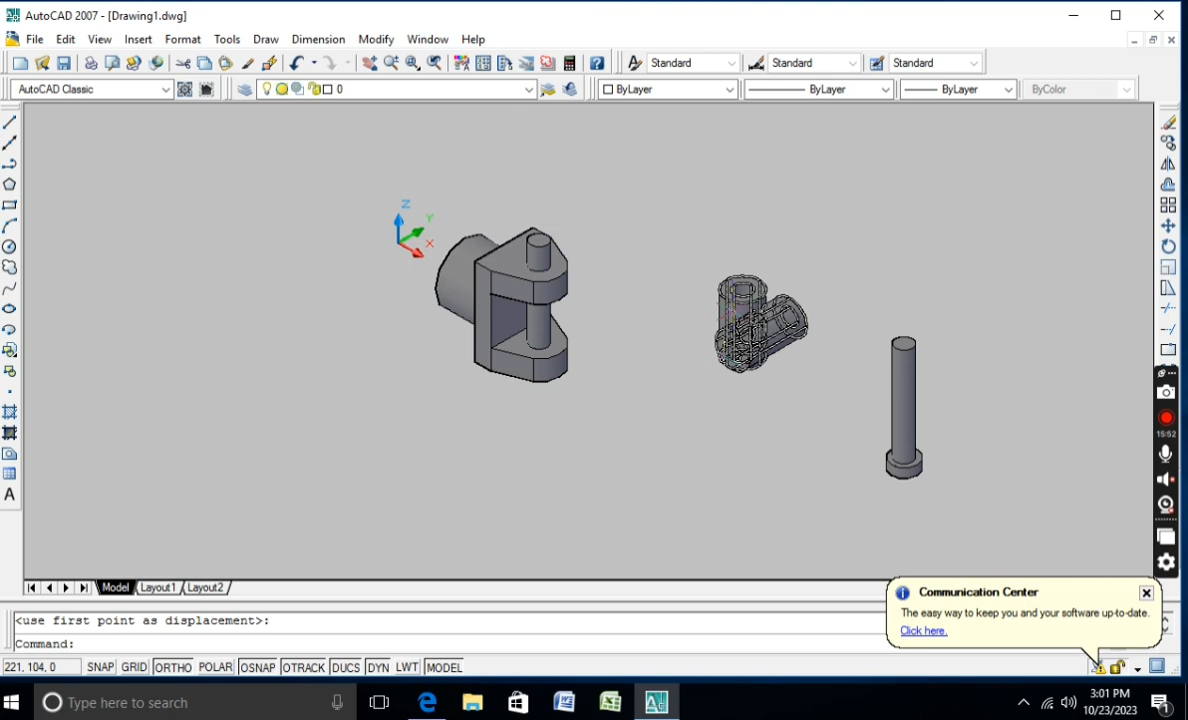 AutoCAD 2007 - [Drawing1.dwg]
File Edit View Insert Format Tools Draw Dimension Modify Window Help
Standard Standard Standard
AutoCAD Classic 0 ByLayer ByLayer ByLayer ByColor
Z
Y
X
A
15:52
Model Layout1 Layout2
Communication Center
The easy way to keep you and your software up-to-date.
Click here.
<use first point as displacement>:
Command:
221, 104, 0 SNAP GRID ORTHO POLAR OSNAP OTRACK DUCS DYN LWT MODEL
Type here to search
3:01 PM
10/23/2023
1